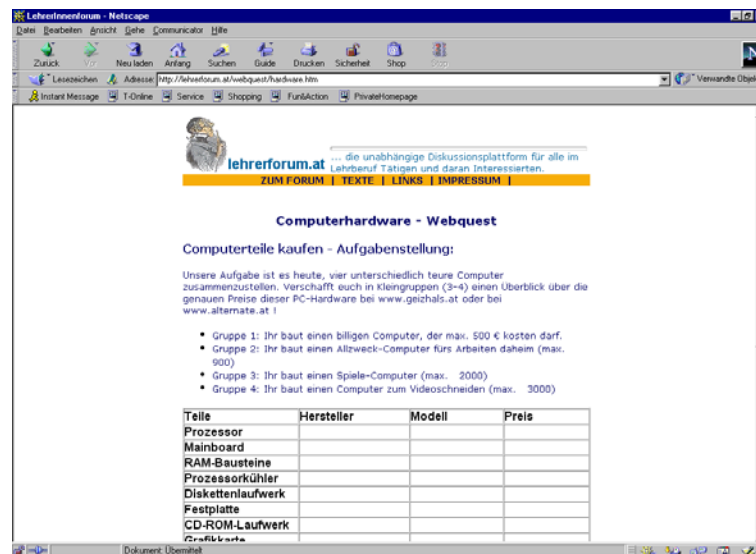 LehrerInnenforum - Netscape
Datei Bearbeiten Ansicht Gehe Communicator Hilfe
Zurück Vor Neu laden Anfang Suchen Guide Drucken Sicherheit Shop Stop
Lesezeichen Adresse: http://lehrerforum.at/webquest/hardware.htm Verwandte Objek
Instant Message T-Online Service Shopping Fun&Action PrivateHomepage
lehrerforum.at
... die unabhängige Diskussionsplattform für alle im
Lehrberuf Tätigen und daran Interessierten.
ZUM FORUM | TEXTE | LINKS | IMPRESSUM |
Computerhardware - Webquest
Computerteile kaufen - Aufgabenstellung:
Unsere Aufgabe ist es heute, vier unterschiedlich teure Computer
zusammenzustellen. Verschafft euch in Kleingruppen (3-4) einen Überblick über die
genauen Preise dieser PC-Hardware bei www.geizhals.at oder bei
www.alternate.at !
• Gruppe 1: Ihr baut einen billigen Computer, der max. 500 € kosten darf.
• Gruppe 2: Ihr baut einen Allzweck-Computer fürs Arbeiten daheim (max.
900)
• Gruppe 3: Ihr baut einen Spiele-Computer (max. 2000)
• Gruppe 4: Ihr baut einen Computer zum Videoschneiden (max. 3000)
Teile Hersteller Modell Preis
Prozessor
Mainboard
RAM-Bausteine
Prozessorkühler
Diskettenlaufwerk
Festplatte
CD-ROM-Laufwerk
Grafikkarte
Dokument: Übermittelt